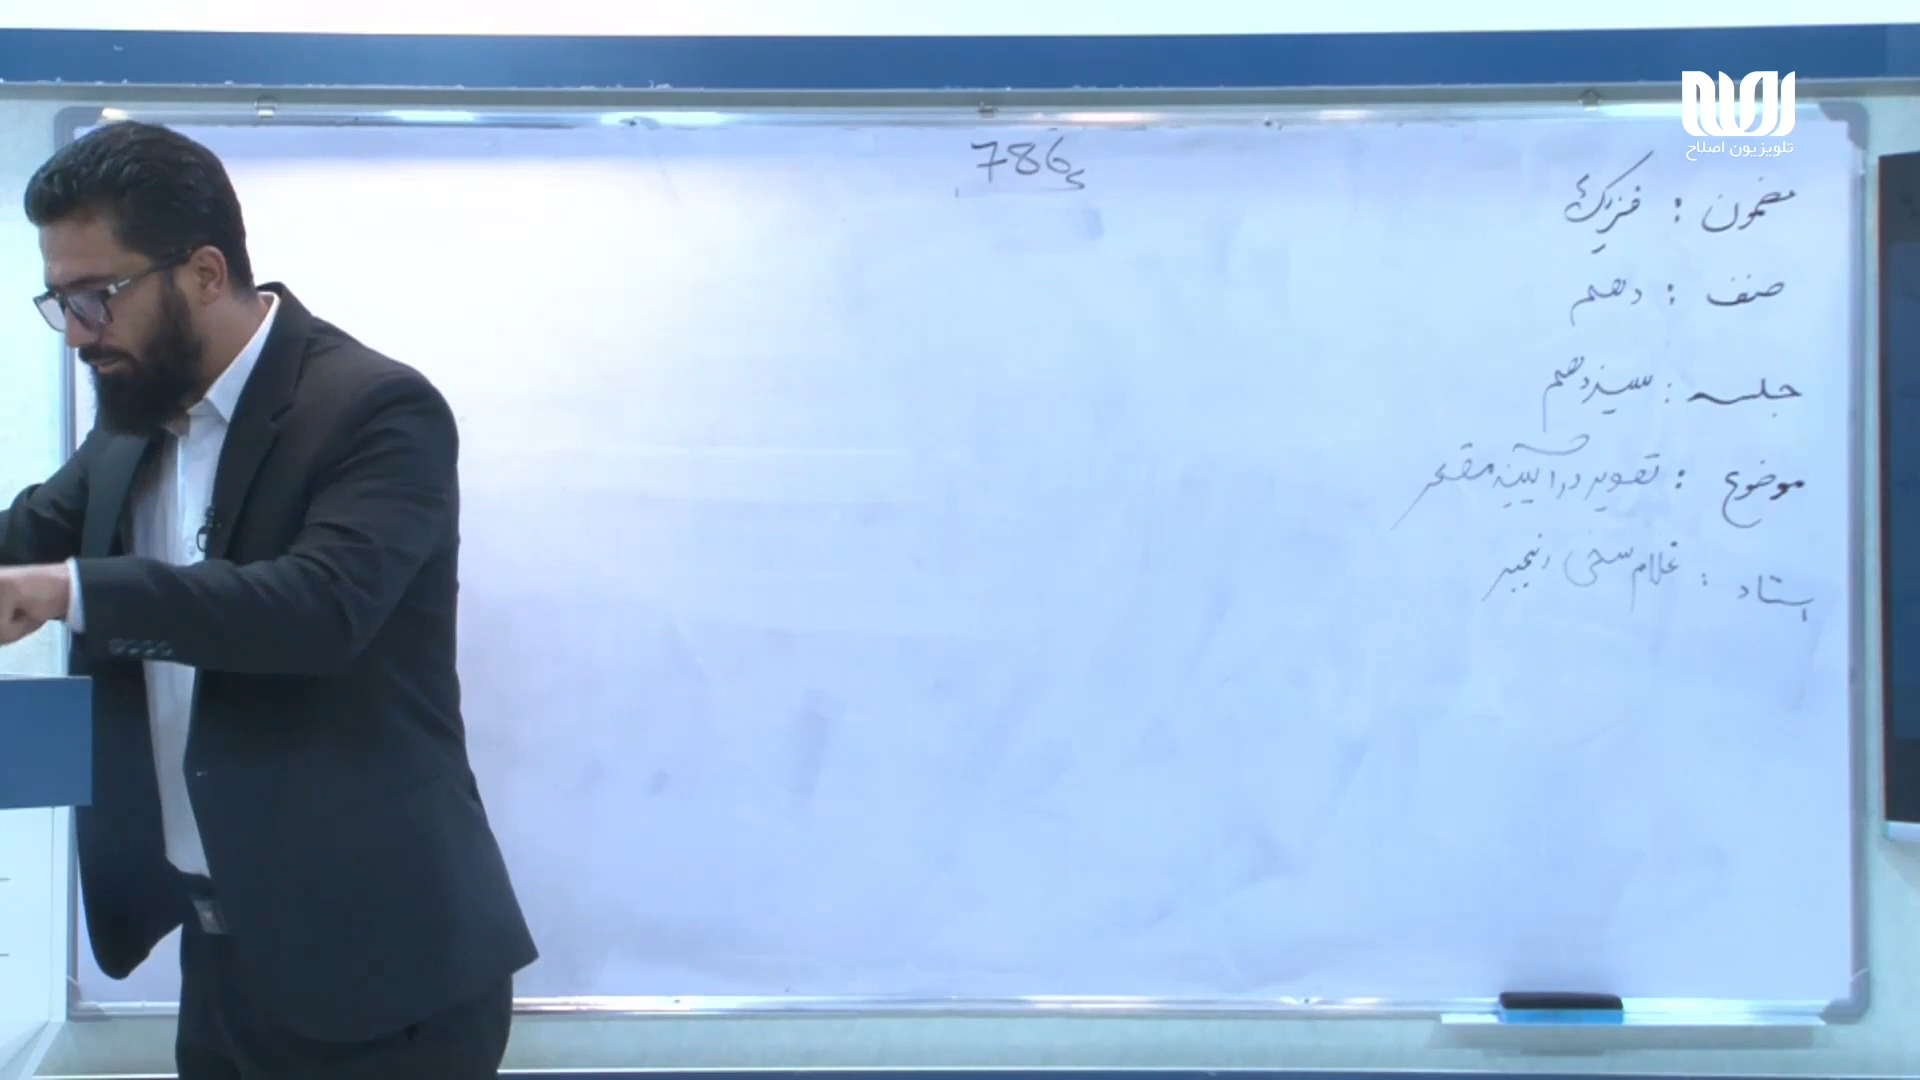 786
تلویزیون اصلاح
مضمون : فزیک
صنف : دهم
جلسه : سیزدهم
موضوع : تصویر در آیینه مقعر
استاد : غلام سخی رنجبر